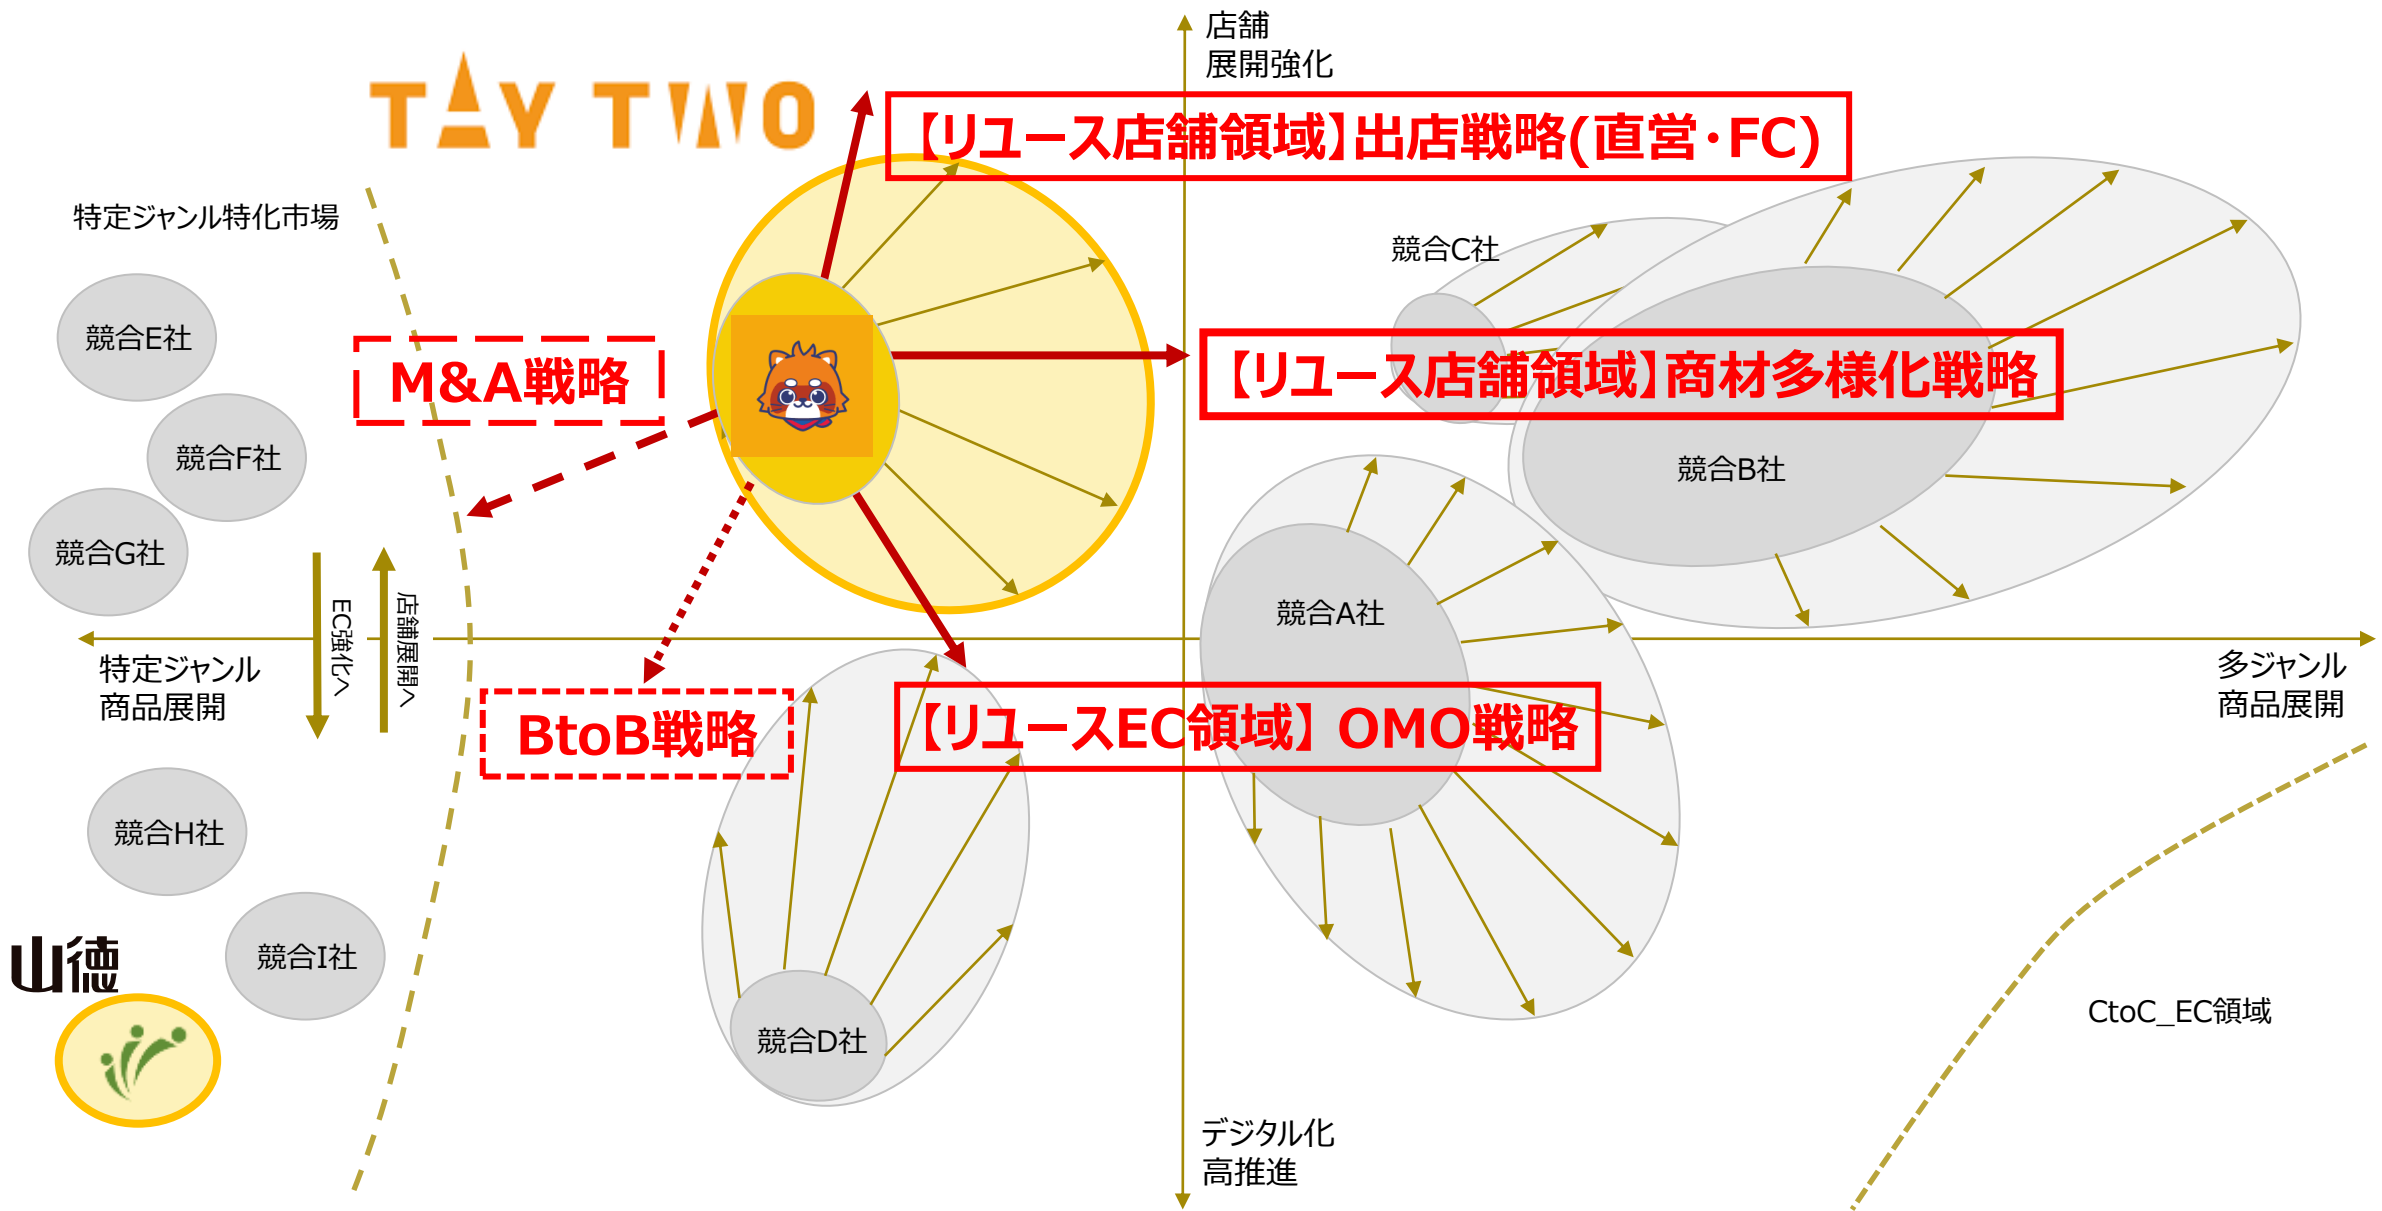 店舗
展開強化
TAY TWO
【リユース店舗領域】出店戦略(直営・FC)
特定ジャンル特化市場
競合C社
競合E社
M&A戦略
【リユース店舗領域】商材多様化戦略
競合F社
競合B社
競合G社
EC強化へ
店舗展開へ
競合A社
特定ジャンル
商品展開
多ジャンル
商品展開
BtoB戦略
【リユースEC領域】OMO戦略
競合H社
競合I社
山徳
CtoC_EC領域
競合D社
デジタル化
高推進